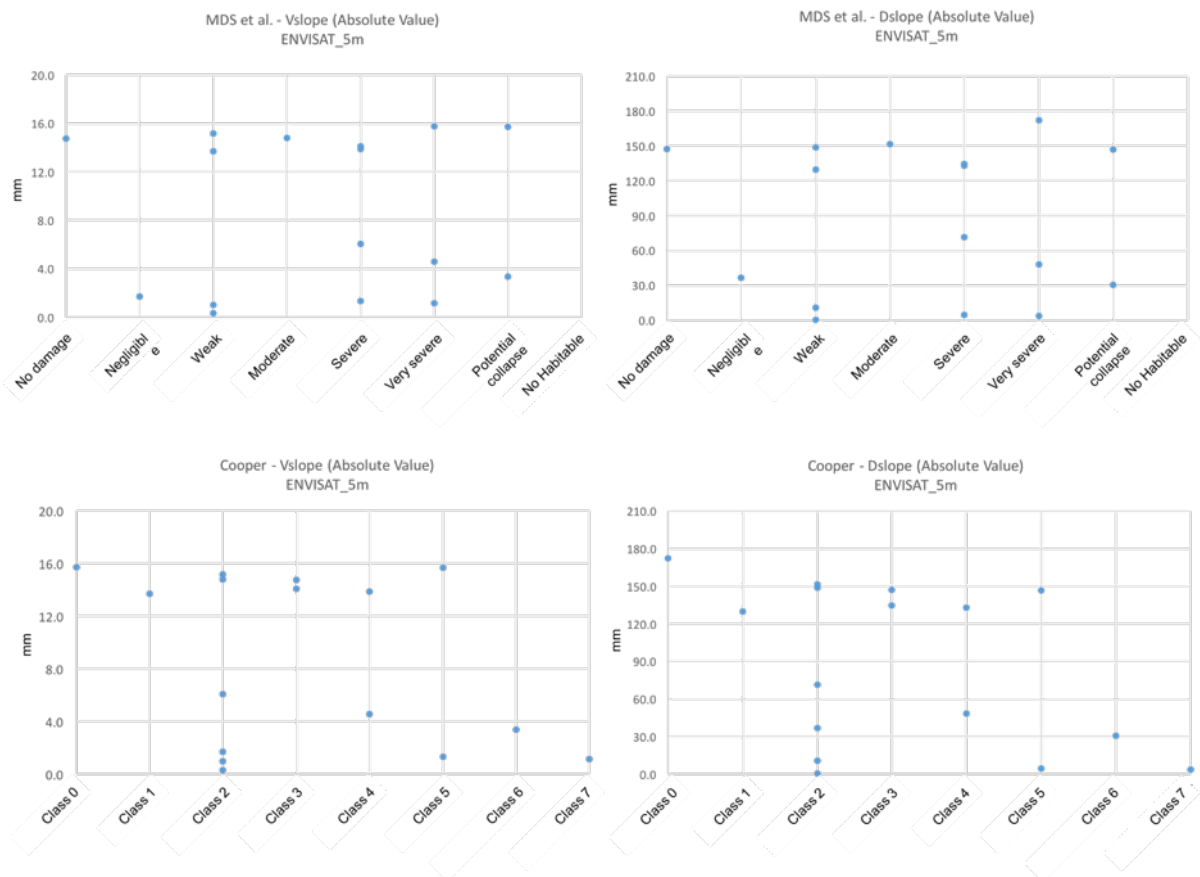 MDS et al. - Vslope (Absolute Value)
ENVISAT_5m
20.0
16.0
12.0
8.0
4.0
0.0
mm
No damage
Negligibl
e
Weak
Moderate
Severe
Very severe
Potential
collapse
No Habitable
MDS et al. - Dslope (Absolute Value)
ENVISAT_5m
210.0
180.0
150.0
120.0
90.0
60.0
30.0
0.0
mm
No damage
Negligibl
e
Weak
Moderate
Severe
Very severe
Potential
collapse
No Habitable
Cooper - Vslope (Absolute Value)
ENVISAT_5m
20.0
16.0
12.0
8.0
4.0
0.0
mm
Class 0
Class 1
Class 2
Class 3
Class 4
Class 5
Class 6
Class 7
Cooper - Dslope (Absolute Value)
ENVISAT_5m
210.0
180.0
150.0
120.0
90.0
60.0
30.0
0.0
mm
Class 0
Class 1
Class 2
Class 3
Class 4
Class 5
Class 6
Class 7